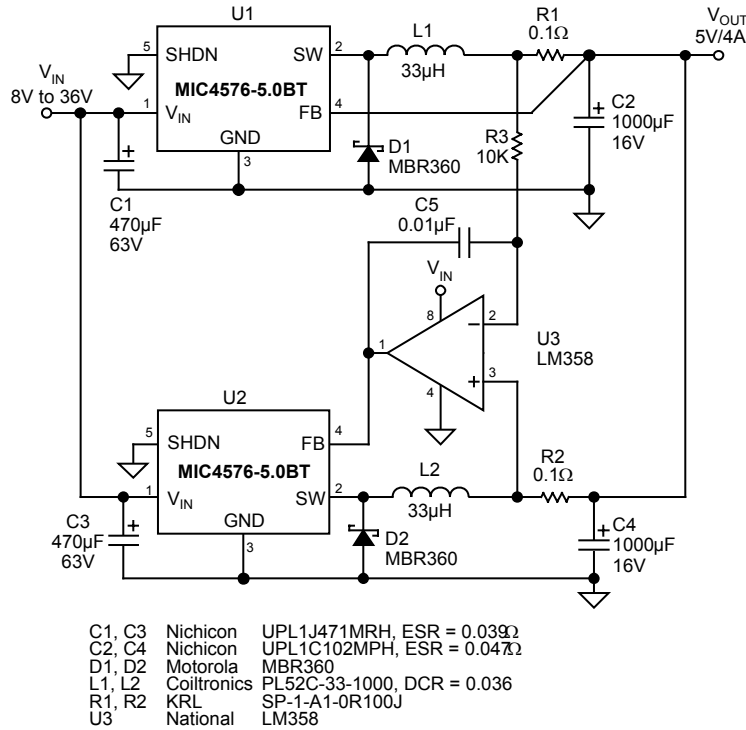 U1
R1
0.1Ω
VOUT
5V/4A
L1
33µH
5
SHDN
SW
2
MIC4576-5.0BT
VIN
8V to 36V
1
VIN
FB
4
GND
3
D1
MBR360
R3
10K
C2
1000µF
16V
C1
470µF
63V
C5
0.01µF
VIN
8
2
1
3
4
U3
LM358
U2
5
SHDN
FB
4
MIC4576-5.0BT
1
VIN
SW
2
GND
3
L2
33µH
R2
0.1Ω
C3
470µF
63V
D2
MBR360
C4
1000µF
16V
C1, C3 Nichicon UPL1J471MRH, ESR = 0.039Ω
C2, C4 Nichicon UPL1C102MPH, ESR = 0.047Ω
D1, D2 Motorola MBR360
L1, L2 Coiltronics PL52C-33-1000, DCR = 0.036
R1, R2 KRL SP-1-A1-0R100J
U3 National LM358